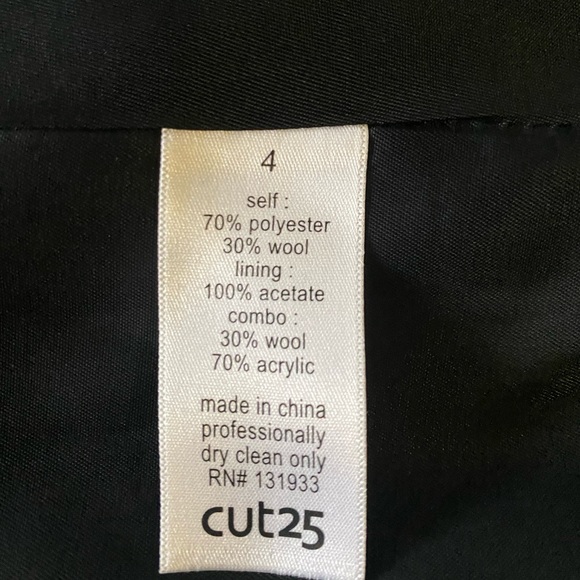 4
self :
70% polyester
30% wool
lining :
100% acetate
combo :
30% wool
70% acrylic
made in china
professionally
dry clean only
RN# 131933
cut25